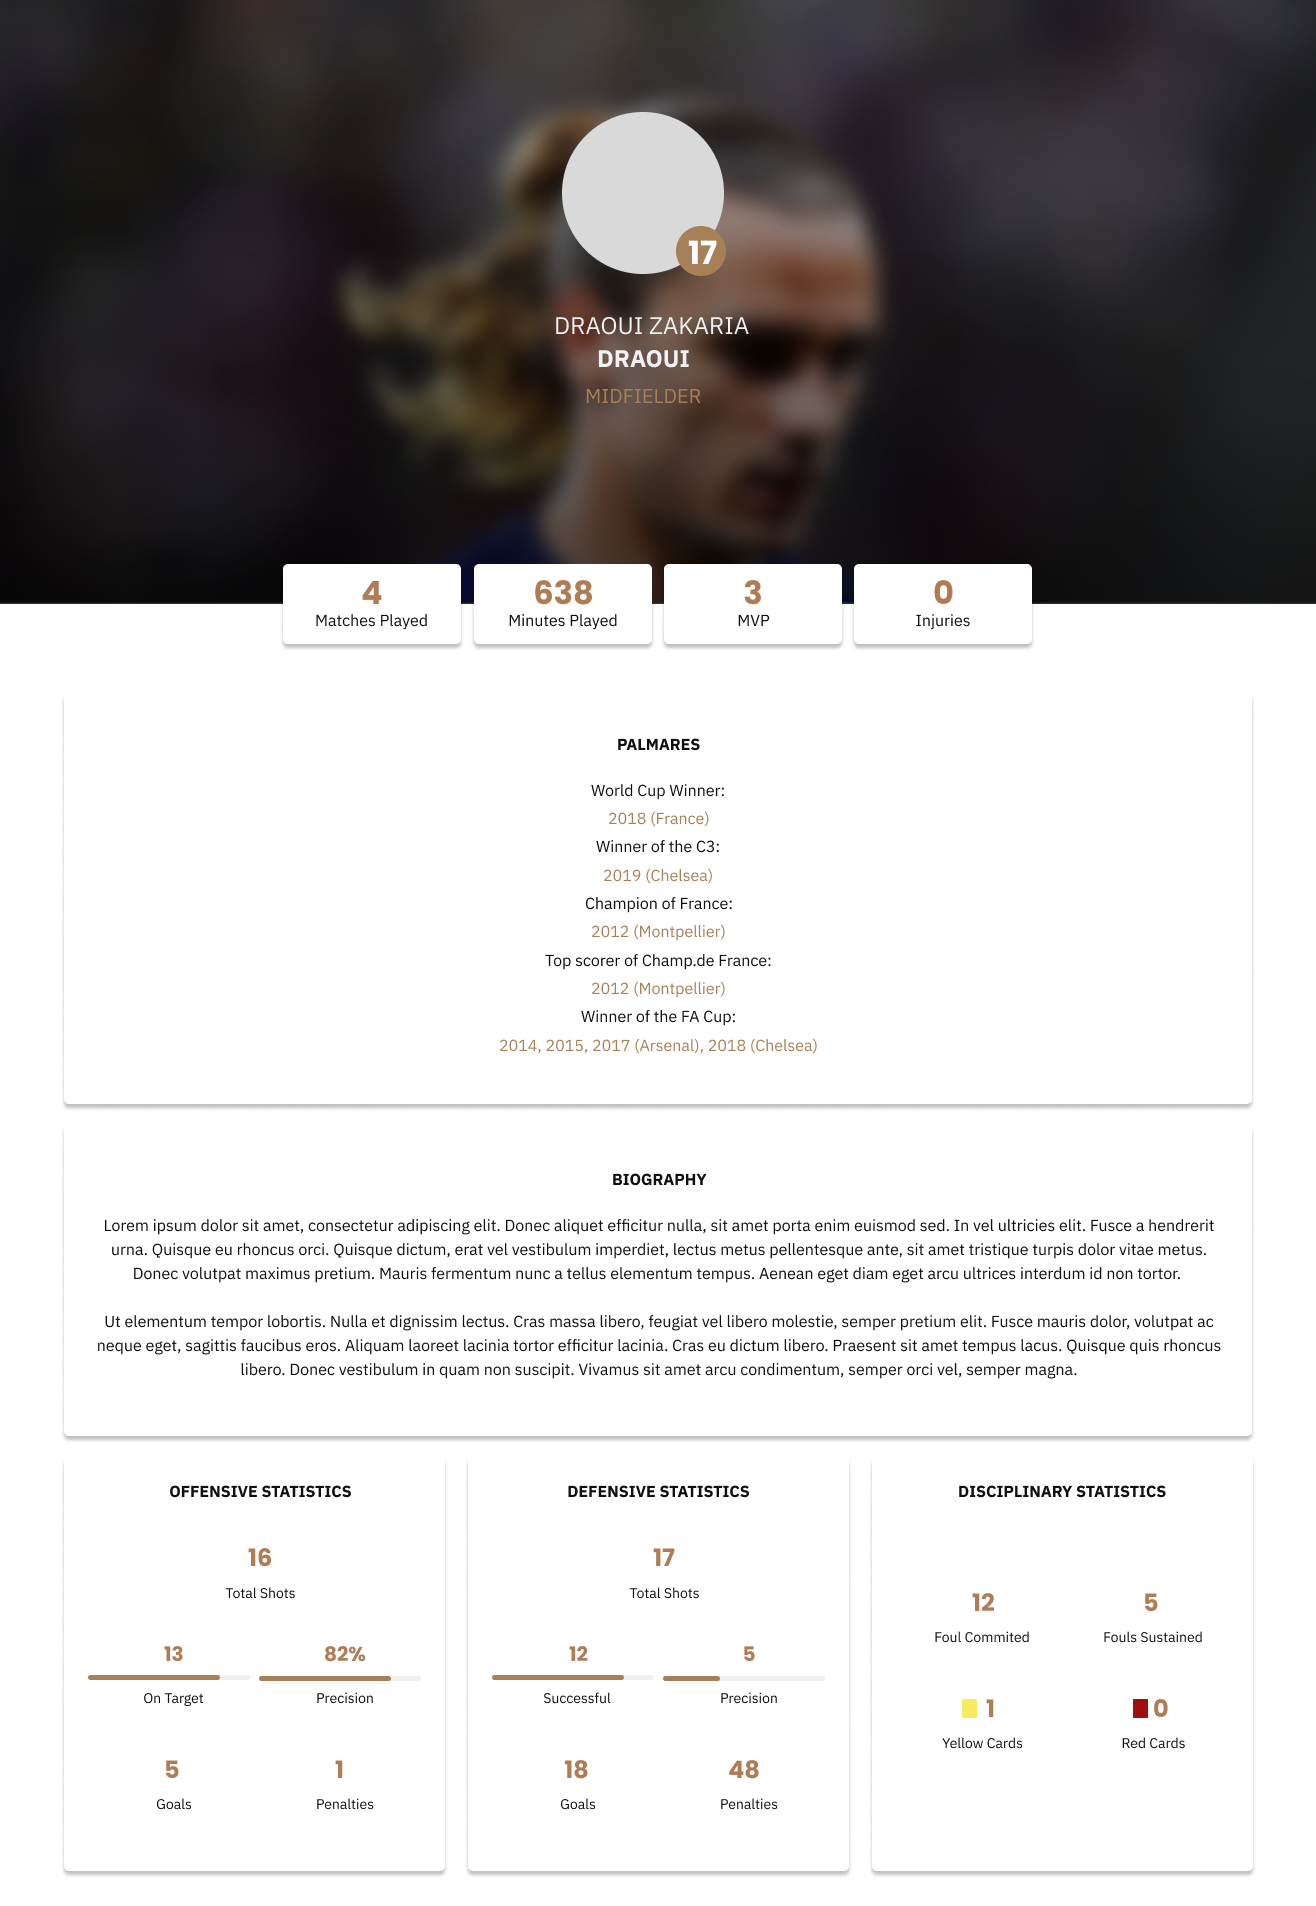 17
DRAOUI ZAKARIA
DRAOUI
MIDFIELDER
4
Matches Played
638
Minutes Played
3
MVP
0
Injuries
PALMARES
World Cup Winner:
2018 (France)
Winner of the C3:
2019 (Chelsea)
Champion of France:
2012 (Montpellier)
Top scorer of Champ.de France:
2012 (Montpellier)
Winner of the FA Cup:
2014, 2015, 2017 (Arsenal), 2018 (Chelsea)
BIOGRAPHY
Lorem ipsum dolor sit amet, consectetur adipiscing elit. Donec aliquet efficitur nulla, sit amet porta enim euismod sed. In vel ultricies elit. Fusce a hendrerit
urna. Quisque eu rhoncus orci. Quisque dictum, erat vel vestibulum imperdiet, lectus metus pellentesque ante, sit amet tristique turpis dolor vitae metus.
Donec volutpat maximus pretium. Mauris fermentum nunc a tellus elementum tempus. Aenean eget diam eget arcu ultrices interdum id non tortor.
Ut elementum tempor lobortis. Nulla et dignissim lectus. Cras massa libero, feugiat vel libero molestie, semper pretium elit. Fusce mauris dolor, volutpat ac
neque eget, sagittis faucibus eros. Aliquam laoreet lacinia tortor efficitur lacinia. Cras eu dictum libero. Praesent sit amet tempus lacus. Quisque quis rhoncus
libero. Donec vestibulum in quam non suscipit. Vivamus sit amet arcu condimentum, semper orci vel, semper magna.
OFFENSIVE STATISTICS
16
Total Shots
13
On Target
82%
Precision
5
Goals
1
Penalties
DEFENSIVE STATISTICS
17
Total Shots
12
Successful
5
Precision
18
Goals
48
Penalties
DISCIPLINARY STATISTICS
12
Foul Commited
5
Fouls Sustained
1
Yellow Cards
0
Red Cards